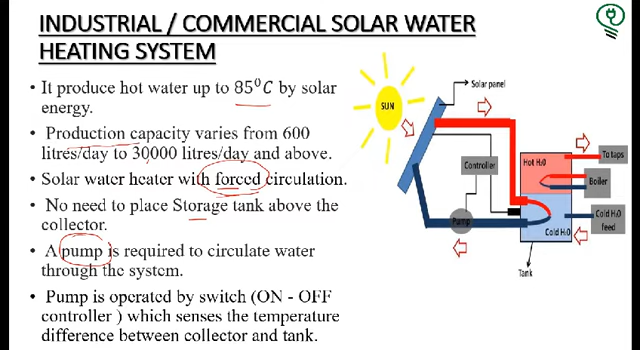 INDUSTRIAL / COMMERCIAL SOLAR WATER
HEATING SYSTEM
• It produce hot water up to 85⁰C by solar
energy.
• Production capacity varies from 600
litres/day to 30000 litres/day and above.
• Solar water heater with forced circulation.
• No need to place Storage tank above the
collector.
• A pump is required to circulate water
through the system.
• Pump is operated by switch (ON - OFF
controller ) which senses the temperature
difference between collector and tank.
SUN
Solar panel
Controller
Pump
Hot H₂0
To taps
Boiler
Cold H₂0
feed
Cold H₂0
Tank